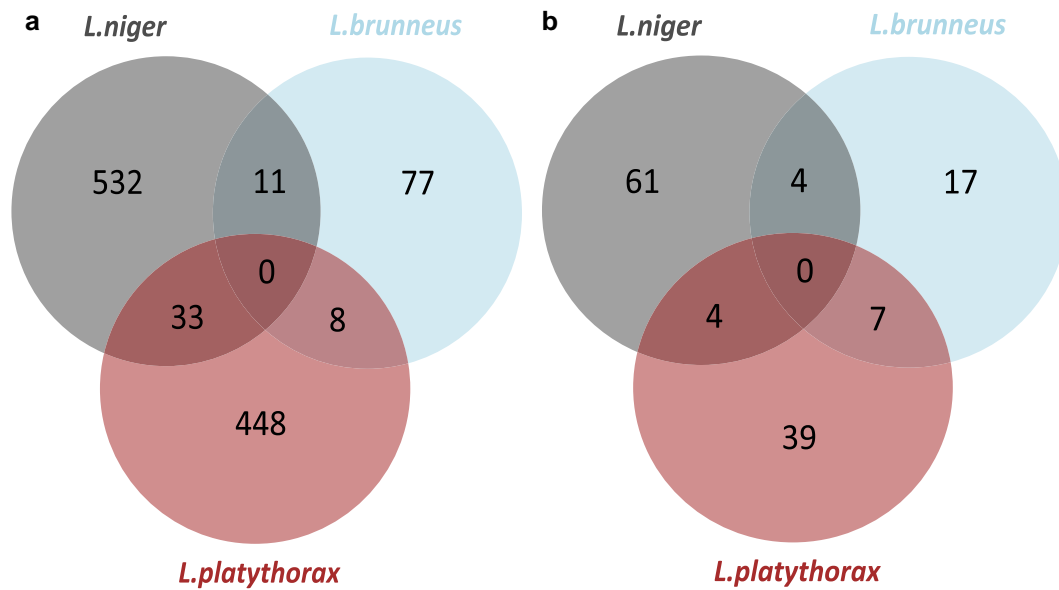 a
L.niger
L.brunneus
532
11
77
0
33
8
448
L.platythorax
b
L.niger
L.brunneus
61
4
17
0
4
7
39
L.platythorax